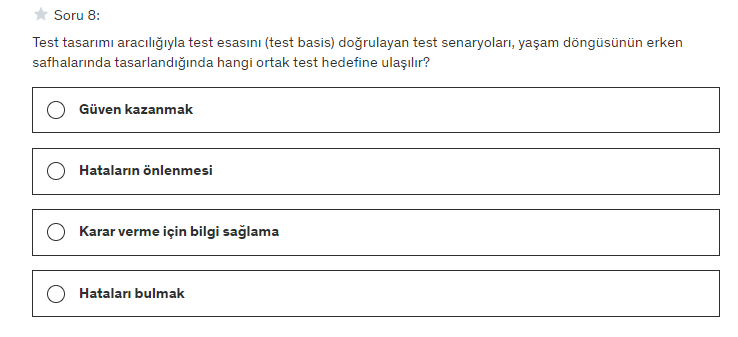 Soru 8:
Test tasarımı aracılığıyla test esasını (test basis) doğrulayan test senaryoları, yaşam döngüsünün erken
safhalarında tasarlandığında hangi ortak test hedefine ulaşılır?
Güven kazanmak
Hataların önlenmesi
Karar verme için bilgi sağlama
Hataları bulmak